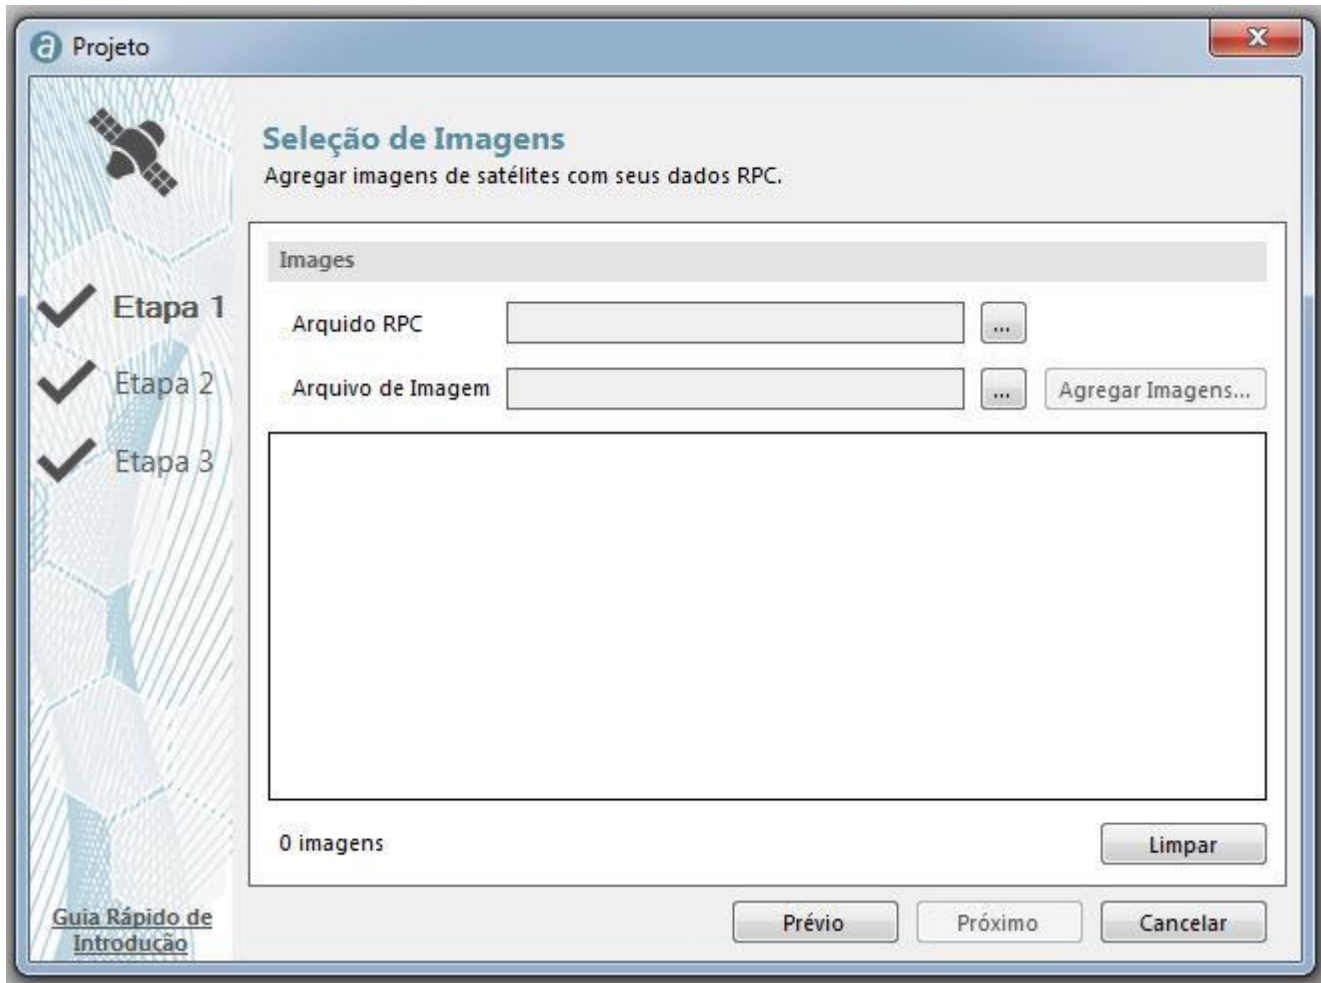 Projeto
Seleção de Imagens
Agregar imagens de satélites com seus dados RPC.
Images
Etapa 1
Arquido RPC
...
Etapa 2
Arquivo de Imagem
...
Agregar Imagens...
Etapa 3
0 imagens
Limpar
Guia Rápido de
Introdução
Prévio
Próximo
Cancelar